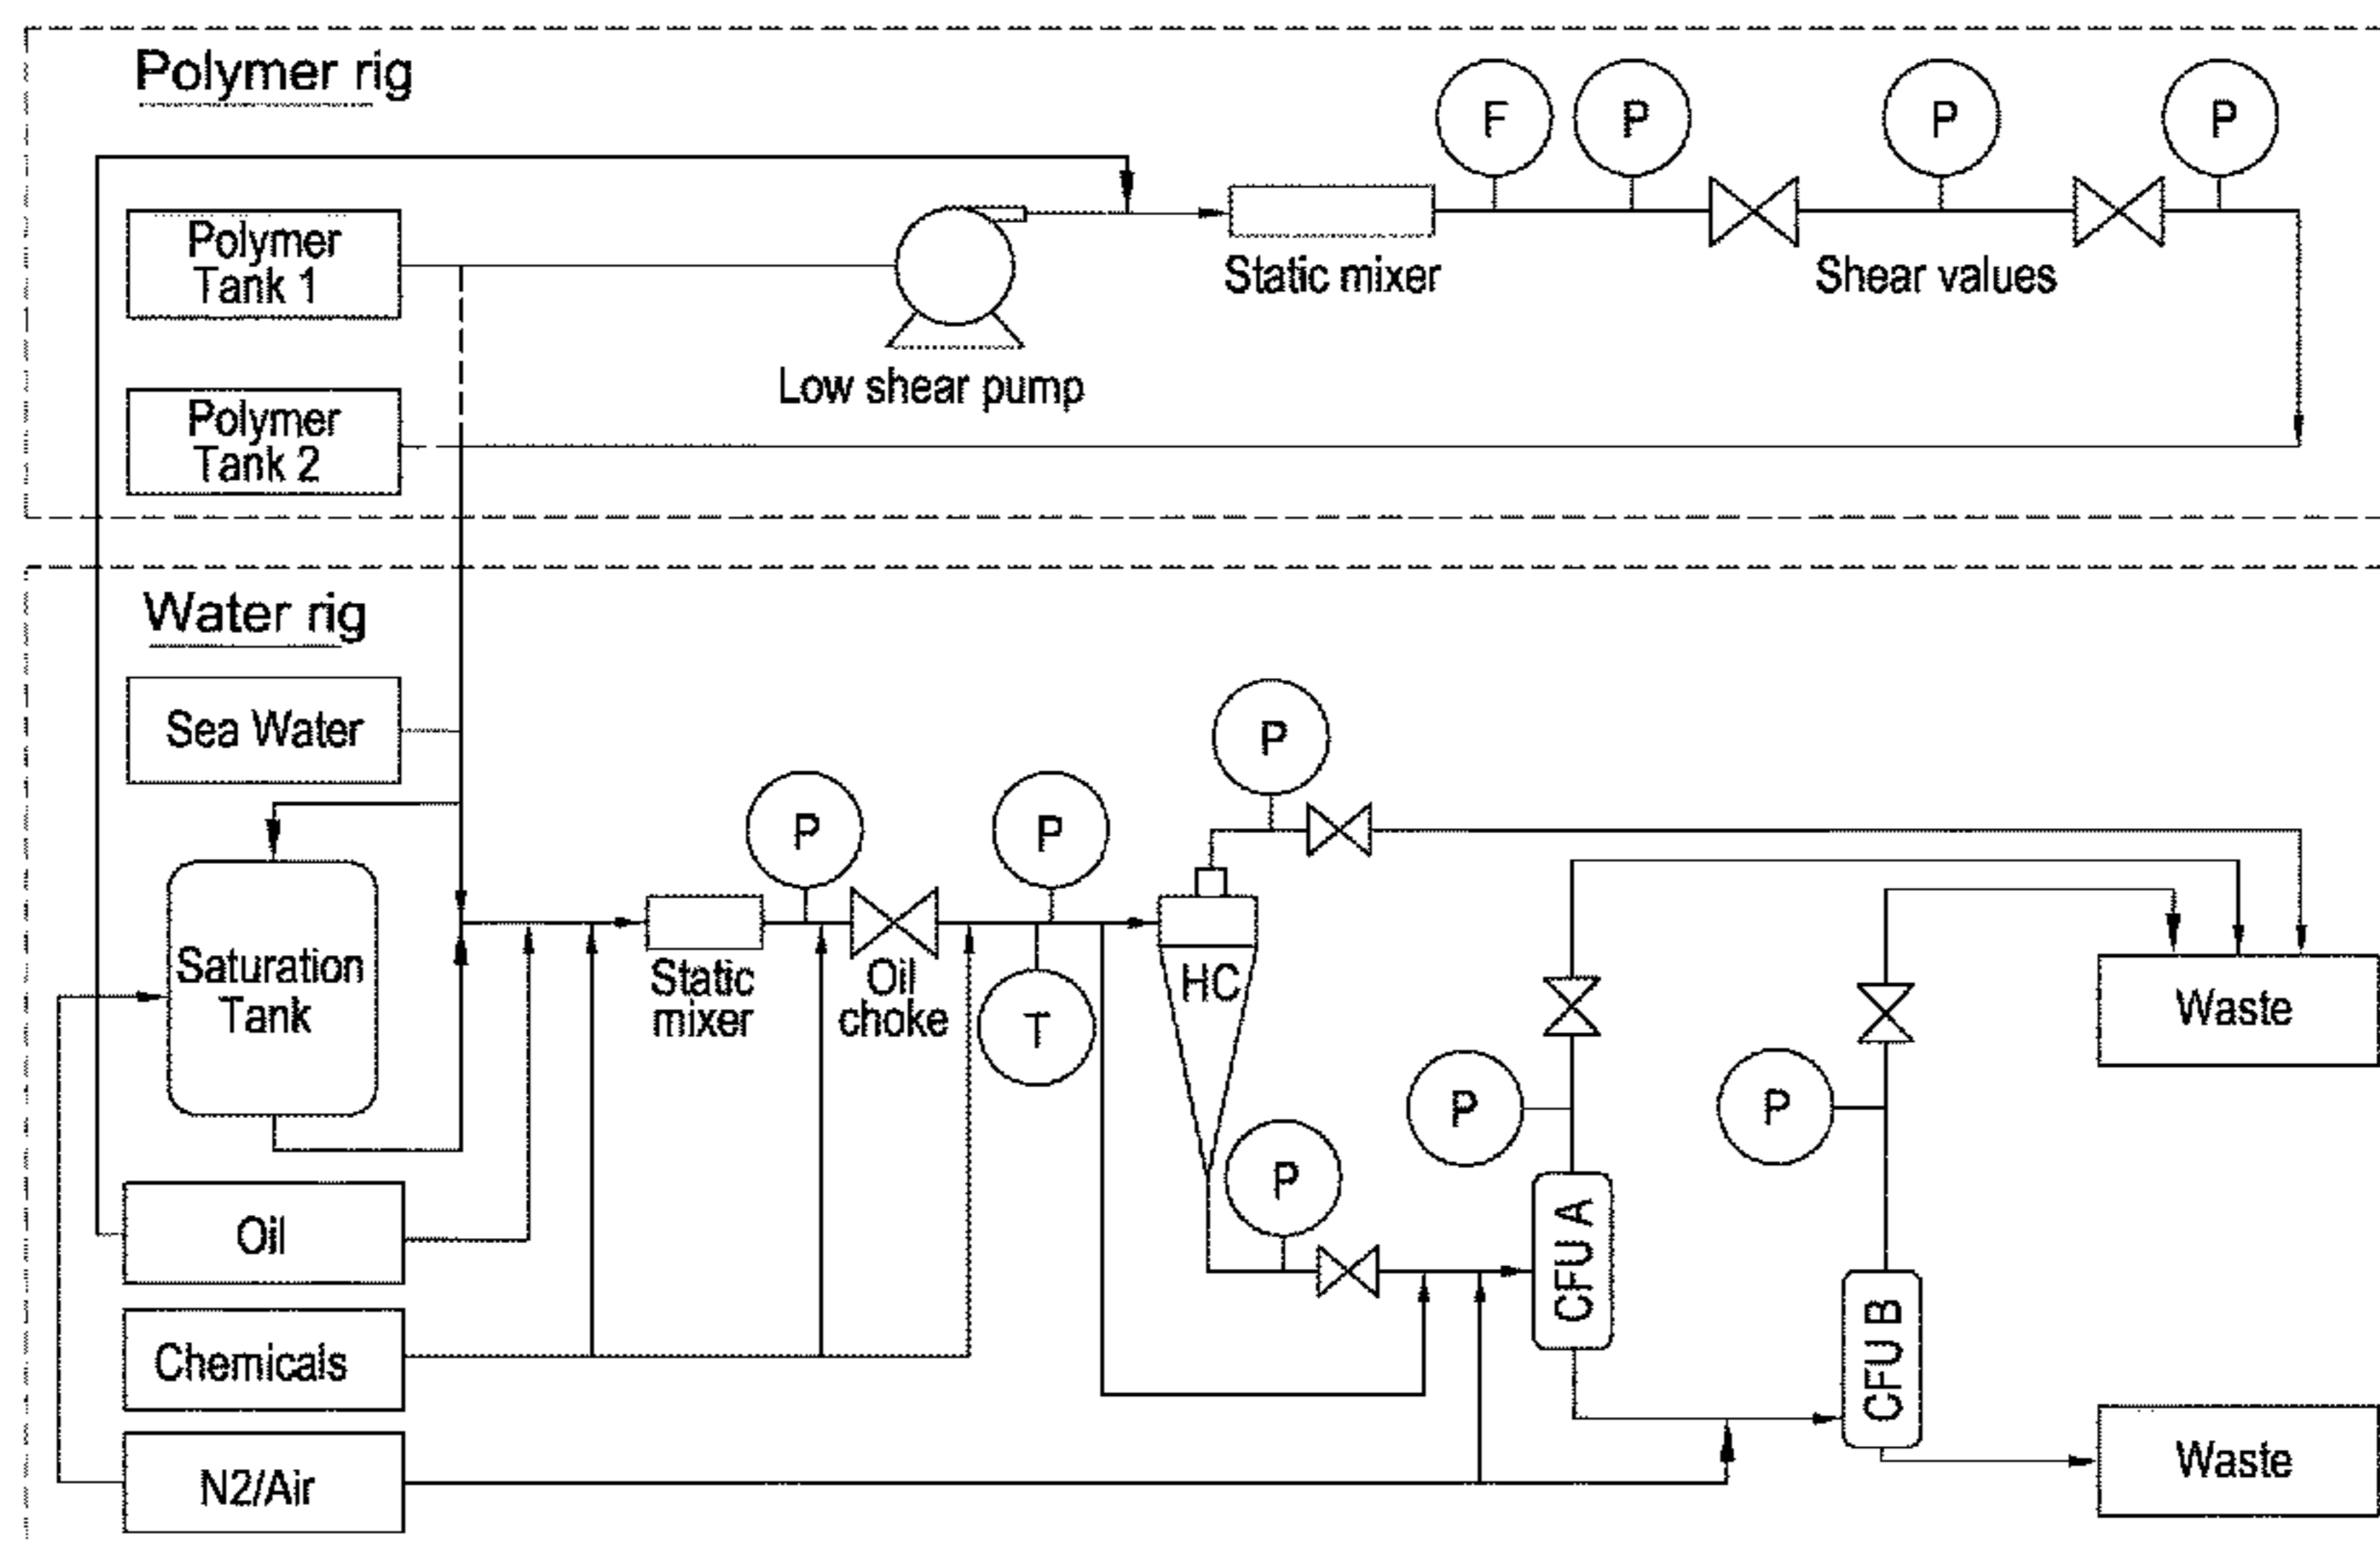 Polymer rig
F
P
P
P
Polymer
Tank 1
Static mixer
Shear values
Low shear pump
Polymer
Tank 2
Water rig
Sea Water
P
P
P
Saturation
Tank
Static
mixer
Oil
choke
T
HC
Waste
P
P
P
Oil
CFU A
CFU B
Chemicals
N2/Air
Waste